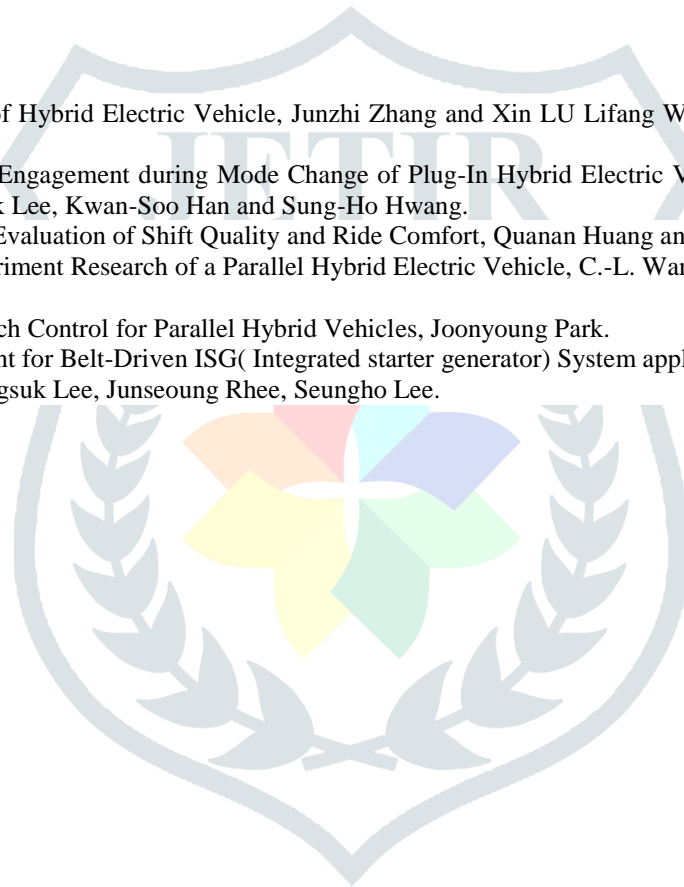 JETIR
of Hybrid Electric Vehicle, Junzhi Zhang and Xin LU Lifang W
Engagement during Mode Change of Plug-In Hybrid Electric V
k Lee, Kwan-Soo Han and Sung-Ho Hwang.
Evaluation of Shift Quality and Ride Comfort, Quanan Huang an
riment Research of a Parallel Hybrid Electric Vehicle, C.-L. Wan
ch Control for Parallel Hybrid Vehicles, Joonyoung Park.
nt for Belt-Driven ISG( Integrated starter generator) System appl
gsuk Lee, Junseoung Rhee, Seungho Lee.